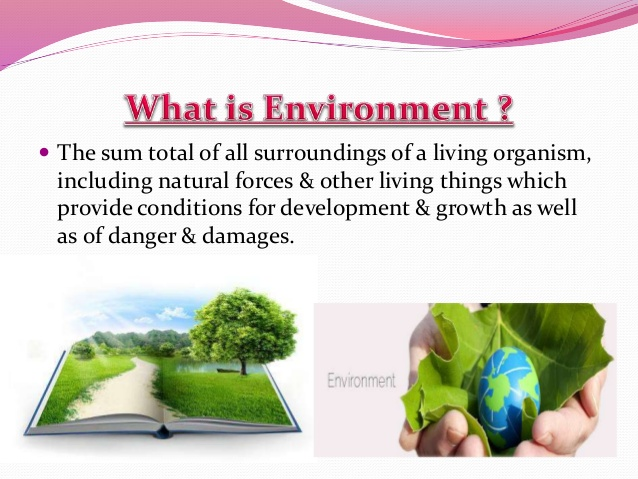 What is Environment ?
• The sum total of all surroundings of a living organism,
including natural forces & other living things which
provide conditions for development & growth as well
as of danger & damages.
Environment